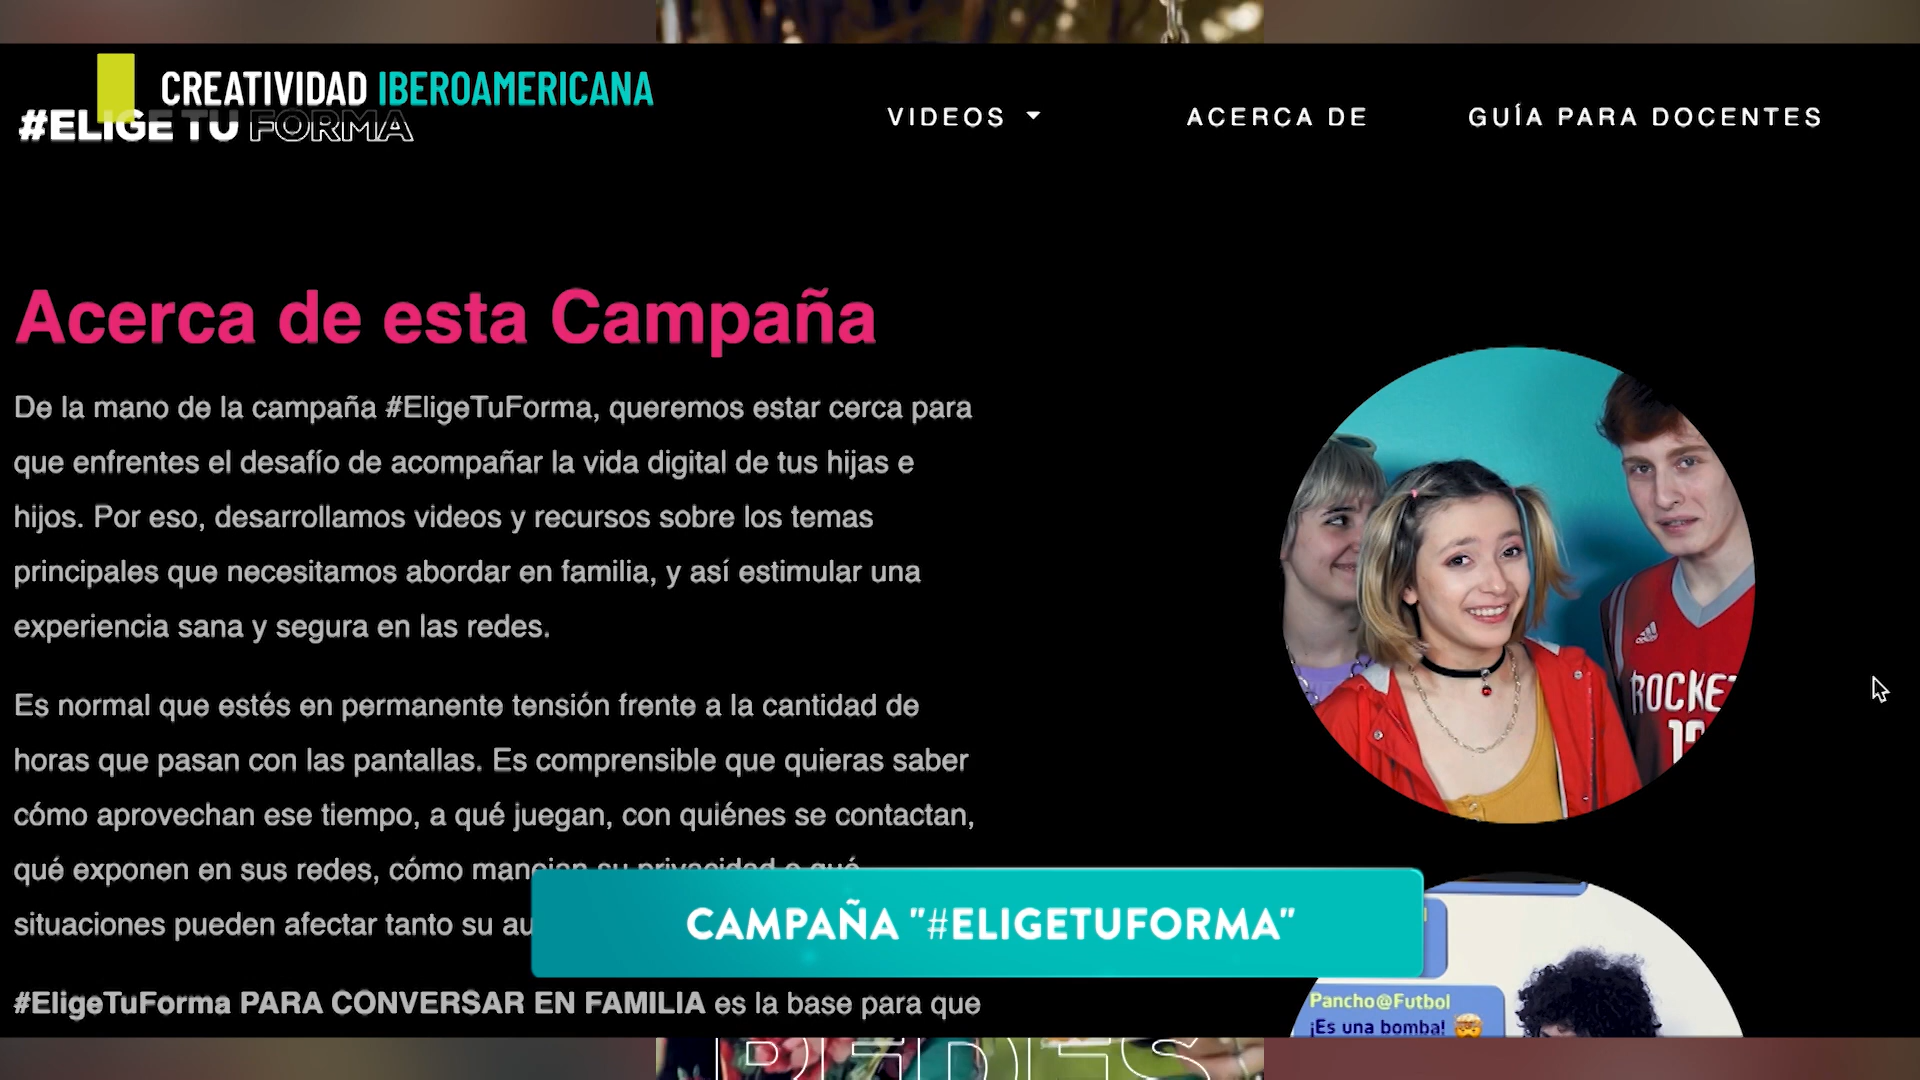 CREATIVIDAD IBEROAMERICANA
#ELIGE TU FORMA
VIDEOS
ACERCA DE
GUÍA PARA DOCENTES
Acerca de esta Campaña
De la mano de la campaña #EligeTuForma, queremos estar cerca para
que enfrentes el desafío de acompañar la vida digital de tus hijas e
hijos. Por eso, desarrollamos videos y recursos sobre los temas
principales que necesitamos abordar en familia, y así estimular una
experiencia sana y segura en las redes.
Es normal que estés en permanente tensión frente a la cantidad de
horas que pasan con las pantallas. Es comprensible que quieras saber
cómo aprovechan ese tiempo, a qué juegan, con quiénes se contactan,
qué exponen en sus redes, cómo manejan su privacidad o qué
situaciones pueden afectar tanto su
#EligeTuForma PARA CONVERSAR EN FAMILIA es la base para que
ROCKE
CAMPAÑA "#ELIGETUFORMA"
Pancho@Futbol
¡Es una bomba! 🤯
REDES